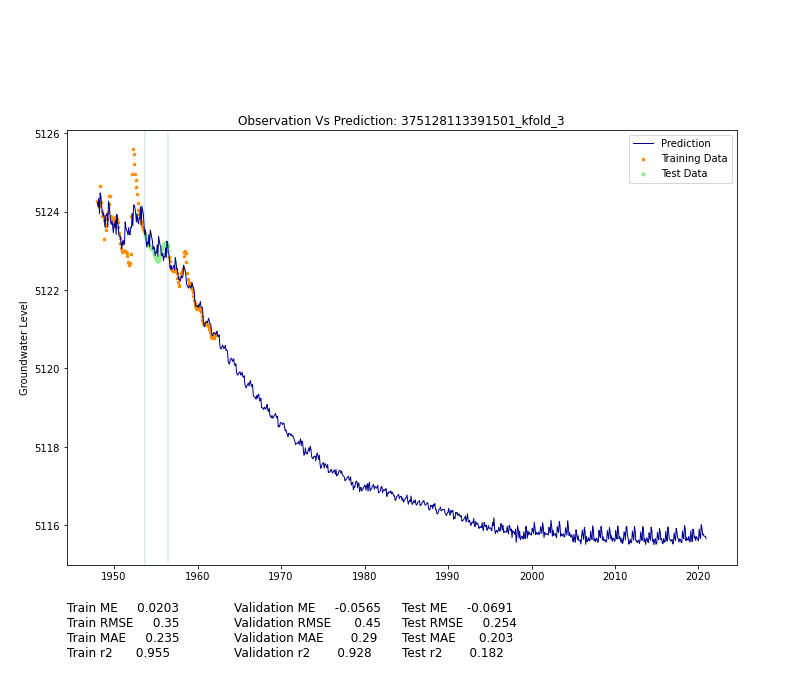 Observation Vs Prediction: 375128113391501_kfold_3
5126
5124
5122
5120
5118
5116
Groundwater Level
Prediction
Training Data
Test Data
1950 1960 1970 1980 1990 2000 2010 2020
Train ME 0.0203 Validation ME -0.0565 Test ME -0.0691
Train RMSE 0.35 Validation RMSE 0.45 Test RMSE 0.254
Train MAE 0.235 Validation MAE 0.29 Test MAE 0.203
Train r2 0.955 Validation r2 0.928 Test r2 0.182